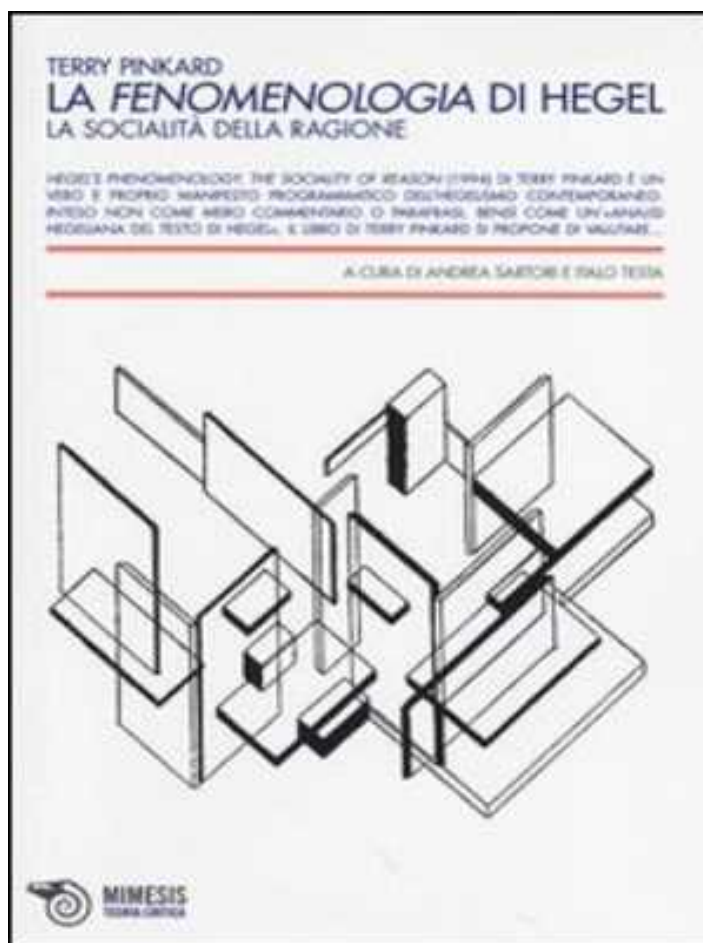 TERRY PINKARD
LA FENOMENOLOGIA DI HEGEL
LA SOCIALITÀ DELLA RAGIONE
HEGEL'S PHENOMENOLOGY. THE SOCIALITY OF REASON (1994) DI TERRY PINKARD È UN
VERO E PROPRIO MANIFESTO PROGRAMMATICO DELL'HEGELISMO CONTEMPORANEO.
INTESO NON COME MERO COMMENTARIO O PARAFRASI, BENSÌ COME UN'«ANALISI
HEGELIANA DEL TESTO DI HEGEL», IL LIBRO DI TERRY PINKARD SI PROPONE DI VALUTARE...
A CURA DI ANDREA SARTORI E ITALO TESTA
MIMESIS
TEORIA CRITICA